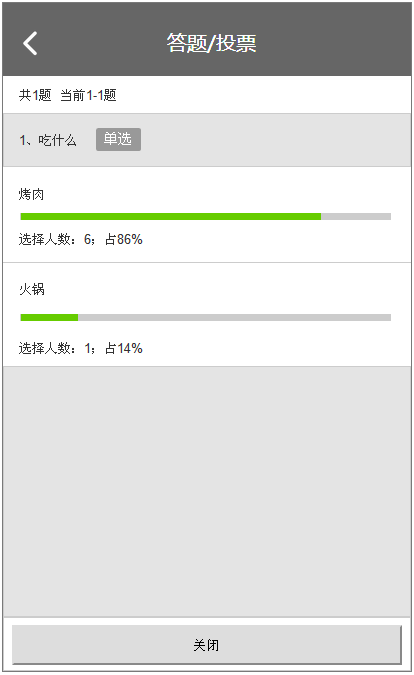 答题/投票
共1题 当前1-1题
1、吃什么 单选
烤肉
选择人数：6；占86%
火锅
选择人数：1；占14%
关闭